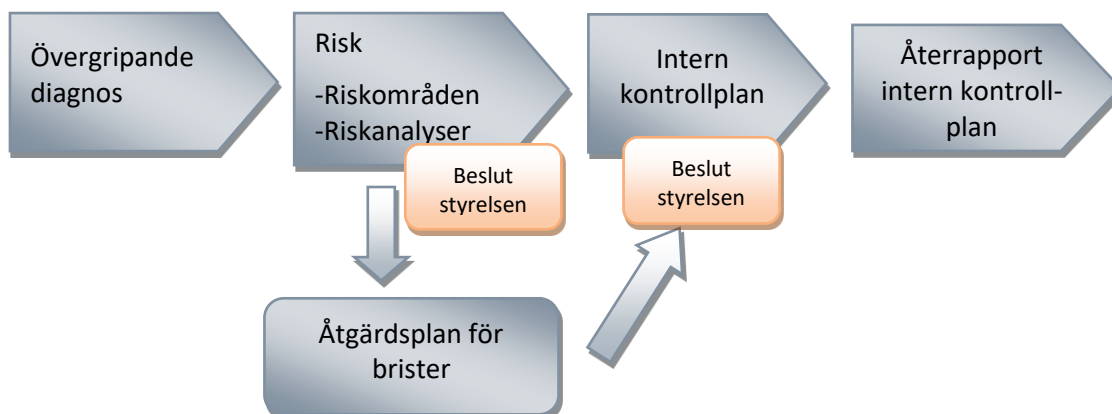 Övergripande
diagnos
Risk
-Riskområden
-Riskanalyser
Beslut
styrelsen
Intern
kontrollplan
Beslut
styrelsen
Återrapport
intern kontroll-
plan
Åtgärdsplan för
brister